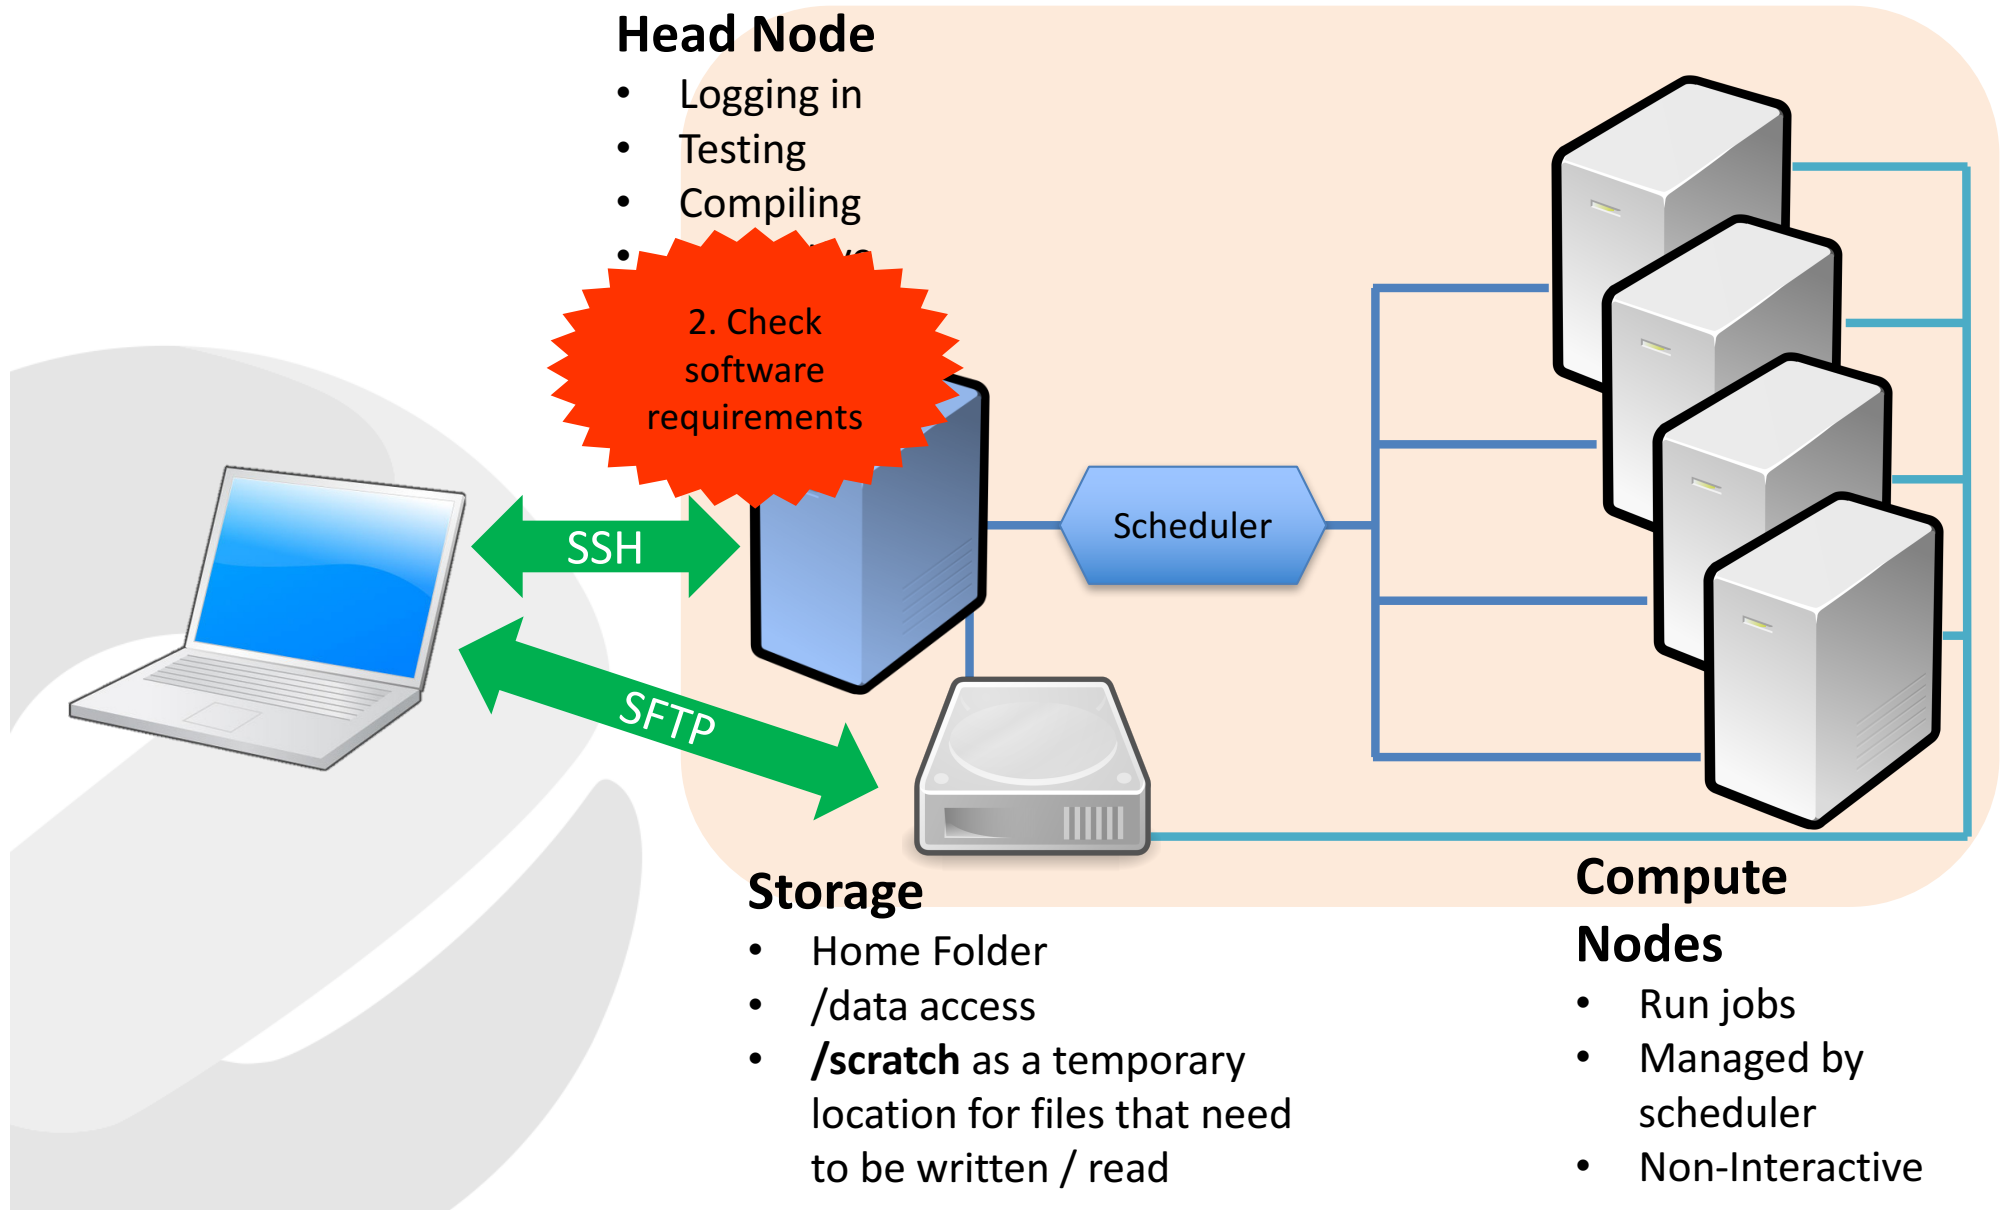 Head Node
• Logging in
• Testing
• Compiling
•
2. Check
software
requirements
SSH
SFTP
Scheduler
Storage
• Home Folder
• /data access
• /scratch as a temporary
location for files that need
to be written / read
Compute
Nodes
• Run jobs
• Managed by
scheduler
• Non-Interactive